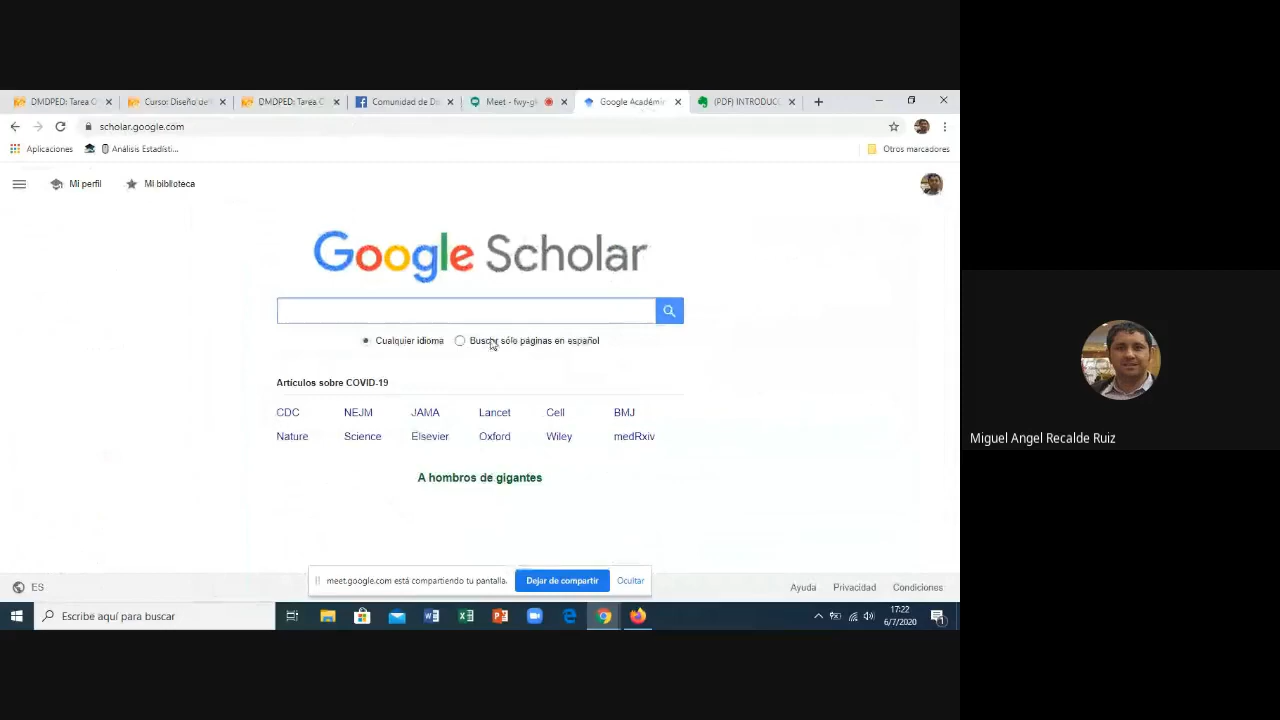 DMDPED: Tarea
Curso: Diseño de
DMDPED: Tarea
Comunidad de Di
Meet - fwy-gl
Google Académi
(PDF) INTRODUC
scholar.google.com
Aplicaciones
Análisis Estadísti...
Otros marcadores
Mi perfil
Mi biblioteca
Google Scholar
Cualquier idioma
Buscar sólo páginas en español
Artículos sobre COVID-19
CDC NEJM JAMA Lancet Cell BMJ
Nature Science Elsevier Oxford Wiley medRxiv
A hombros de gigantes
Miguel Angel Recalde Ruiz
meet.google.com está compartiendo tu pantalla.
Dejar de compartir
Ocultar
ES
Ayuda Privacidad Condiciones
Escribe aquí para buscar
17:22
6/7/2020